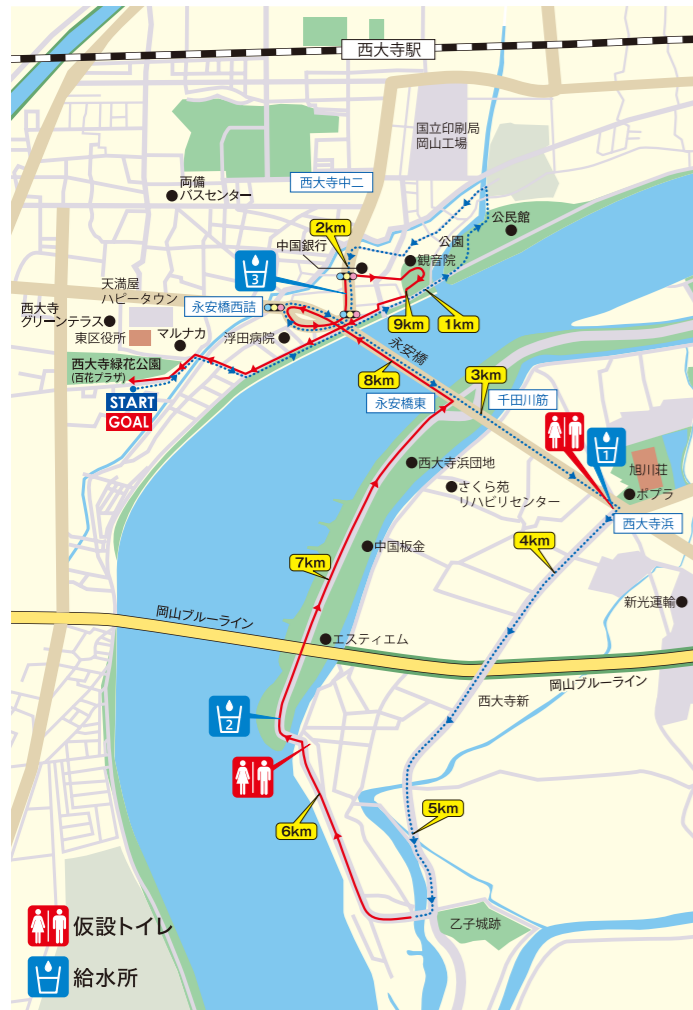 西大寺駅
国立印刷局
岡山工場
西大寺中二
両備
バスセンター
公民館
2km
公園
中国銀行
観音院
3
天満屋
ハピータウン
永安橋西詰
西大寺
グリーンテラス
9km
1km
東区役所
マルナカ
浮田病院
永安橋
西大寺緑花公園
(百花プラザ)
8km
3km
START
GOAL
永安橋東
千田川筋
1
西大寺浜団地
旭川荘
さくら苑
リハビリセンター
ポプラ
西大寺浜
4km
中国板金
7km
新光運輸
岡山ブルーライン
エスティエム
岡山ブルーライン
西大寺新
2
5km
6km
乙子城跡
仮設トイレ
給水所